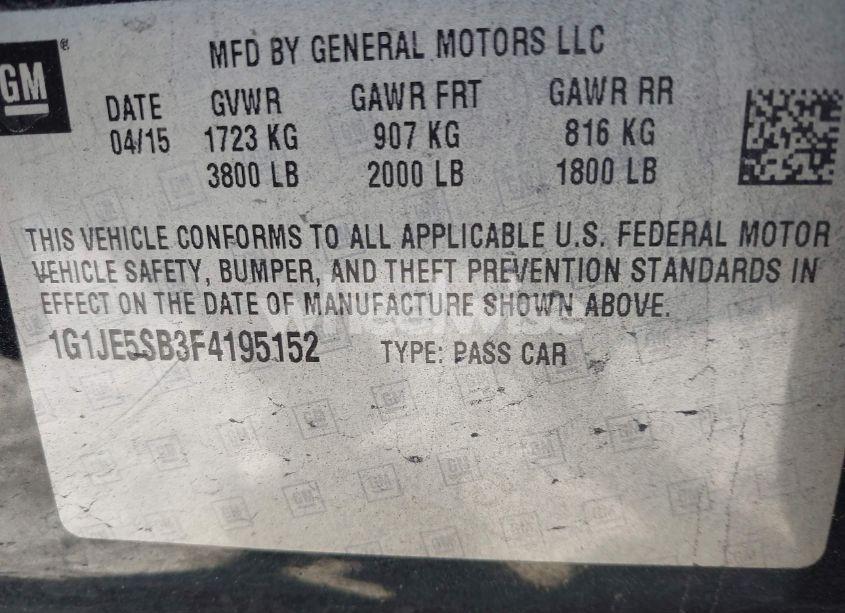 GM ®
MFD BY GENERAL MOTORS LLC
DATE GVWR GAWR FRT GAWR RR
04/15 1723 KG 907 KG 816 KG
3800 LB 2000 LB 1800 LB
THIS VEHICLE CONFORMS TO ALL APPLICABLE U.S. FEDERAL MOTOR
VEHICLE SAFETY, BUMPER, AND THEFT PREVENTION STANDARDS IN
EFFECT ON THE DATE OF MANUFACTURE SHOWN ABOVE.
1G1JE5SB3F4195152 TYPE: PASS CAR